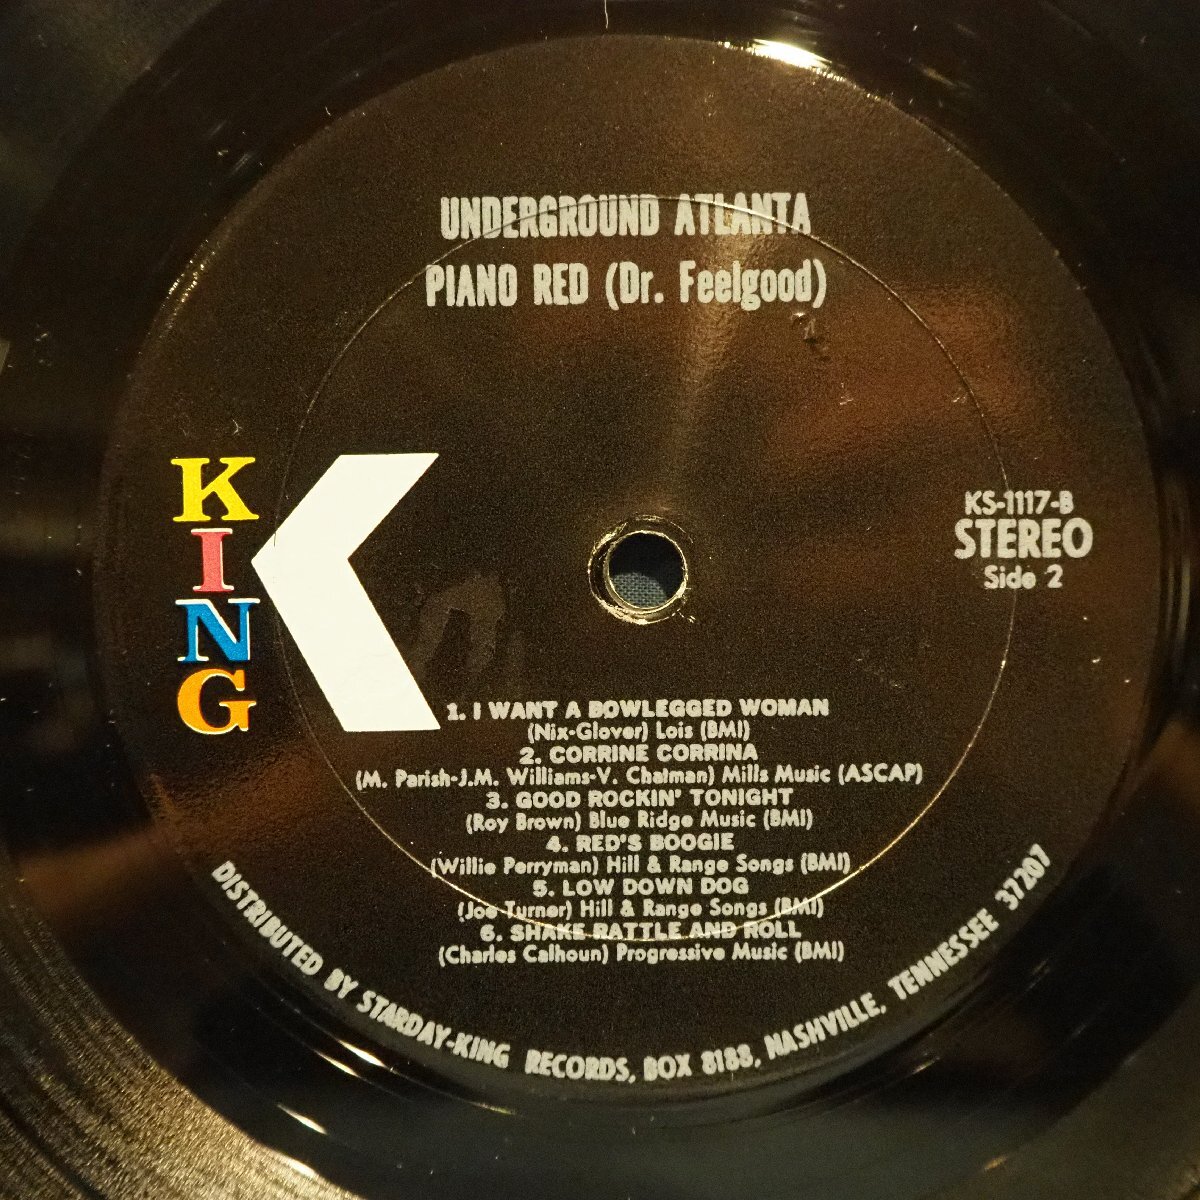 UNDERGROUND ATLANTA
PIANO RED (Dr. Feelgood)
KING
KS-1117-B
STEREO
Side 2
1. I WANT A BOWLEGGED WOMAN
(Nix-Glover) Lois (BMI)
2. CORRINE CORRINA
(M. Parish-J.M. Williams-V. Chatman) Mills Music (ASCAP)
3. GOOD ROCKIN' TONIGHT
(Roy Brown) Blue Ridge Music (BMI)
4. RED'S BOOGIE
(Willie Perryman) Hill & Range Songs (BMI)
5. LOW DOWN DOG
(Joe Turner) Hill & Range Songs (BMI)
6. SHAKE RATTLE AND ROLL
(Charles Calhoun) Progressive Music (BMI)
DISTRIBUTED BY STARDAY-KING RECORDS, BOX 8188, NASHVILLE, TENNESSEE 37207